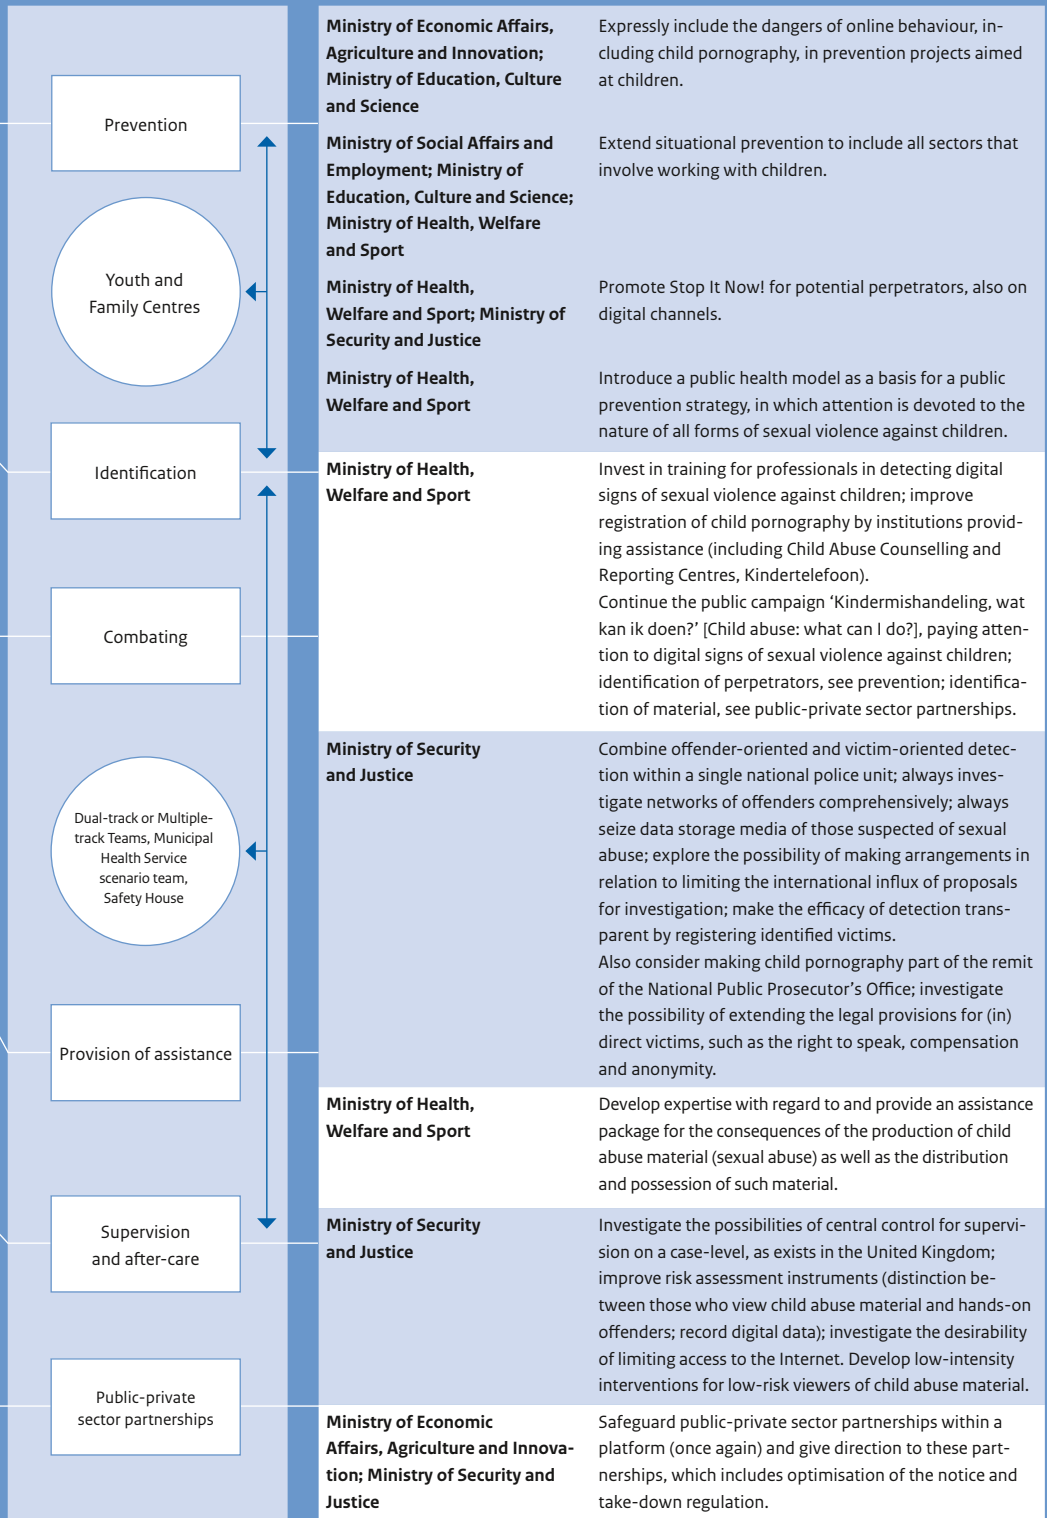 Prevention
Youth and
Family Centres
Identification
Combating
Dual-track or Multiple-
track Teams, Municipal
Health Service
scenario team,
Safety House
Provision of assistance
Supervision
and after-care
Public-private
sector partnerships
Ministry of Economic Affairs,
Agriculture and Innovation;
Ministry of Education, Culture
and Science
Expressly include the dangers of online behaviour, in-
cluding child pornography, in prevention projects aimed
at children.
Ministry of Social Affairs and
Employment; Ministry of
Education, Culture and Science;
Ministry of Health, Welfare
and Sport
Extend situational prevention to include all sectors that
involve working with children.
Ministry of Health,
Welfare and Sport; Ministry of
Security and Justice
Promote Stop It Now! for potential perpetrators, also on
digital channels.
Ministry of Health,
Welfare and Sport
Introduce a public health model as a basis for a public
prevention strategy, in which attention is devoted to the
nature of all forms of sexual violence against children.
Ministry of Health,
Welfare and Sport
Invest in training for professionals in detecting digital
signs of sexual violence against children; improve
registration of child pornography by institutions provid-
ing assistance (including Child Abuse Counselling and
Reporting Centres, Kindertelefoon).
Continue the public campaign ‘Kindermishandeling, wat
kan ik doen?’ [Child abuse: what can I do?], paying atten-
tion to digital signs of sexual violence against children;
identification of perpetrators, see prevention; identifica-
tion of material, see public-private sector partnerships.
Ministry of Security
and Justice
Combine offender-oriented and victim-oriented detec-
tion within a single national police unit; always inves-
tigate networks of offenders comprehensively; always
seize data storage media of those suspected of sexual
abuse; explore the possibility of making arrangements in
relation to limiting the international influx of proposals
for investigation; make the efficacy of detection trans-
parent by registering identified victims.
Also consider making child pornography part of the remit
of the National Public Prosecutor’s Office; investigate
the possibility of extending the legal provisions for (in)
direct victims, such as the right to speak, compensation
and anonymity.
Ministry of Health,
Welfare and Sport
Develop expertise with regard to and provide an assistance
package for the consequences of the production of child
abuse material (sexual abuse) as well as the distribution
and possession of such material.
Ministry of Security
and Justice
Investigate the possibilities of central control for supervi-
sion on a case-level, as exists in the United Kingdom;
improve risk assessment instruments (distinction be-
tween those who view child abuse material and hands-on
offenders; record digital data); investigate the desirability
of limiting access to the Internet. Develop low-intensity
interventions for low-risk viewers of child abuse material.
Ministry of Economic
Affairs, Agriculture and Innova-
tion; Ministry of Security and
Justice
Safeguard public-private sector partnerships within a
platform (once again) and give direction to these part-
nerships, which includes optimisation of the notice and
take-down regulation.